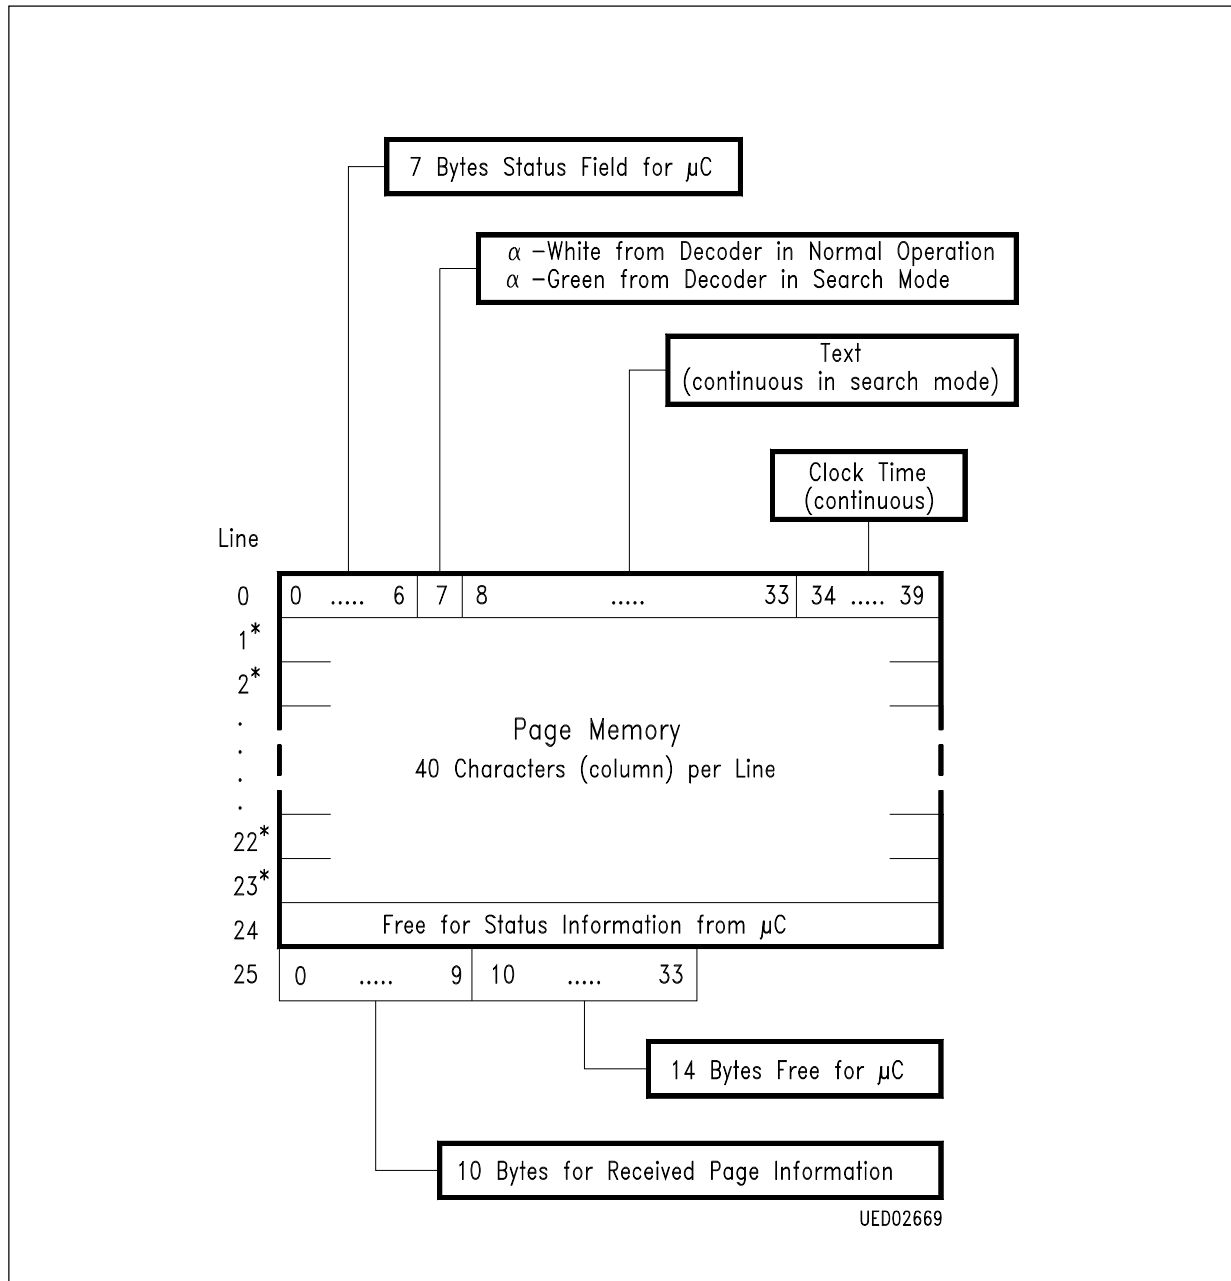 7 Bytes Status Field for µC
α -White from Decoder in Normal Operation
α -Green from Decoder in Search Mode
Text
(continuous in search mode)
Clock Time
(continuous)
Line
0 0 ..... 6 7 8 ..... 33 34 ..... 39
1*
2*
.
.
.
.
Page Memory
40 Characters (column) per Line
22*
23*
24 Free for Status Information from µC
25 0 ..... 9 10 ..... 33
14 Bytes Free for µC
10 Bytes for Received Page Information
UED02669